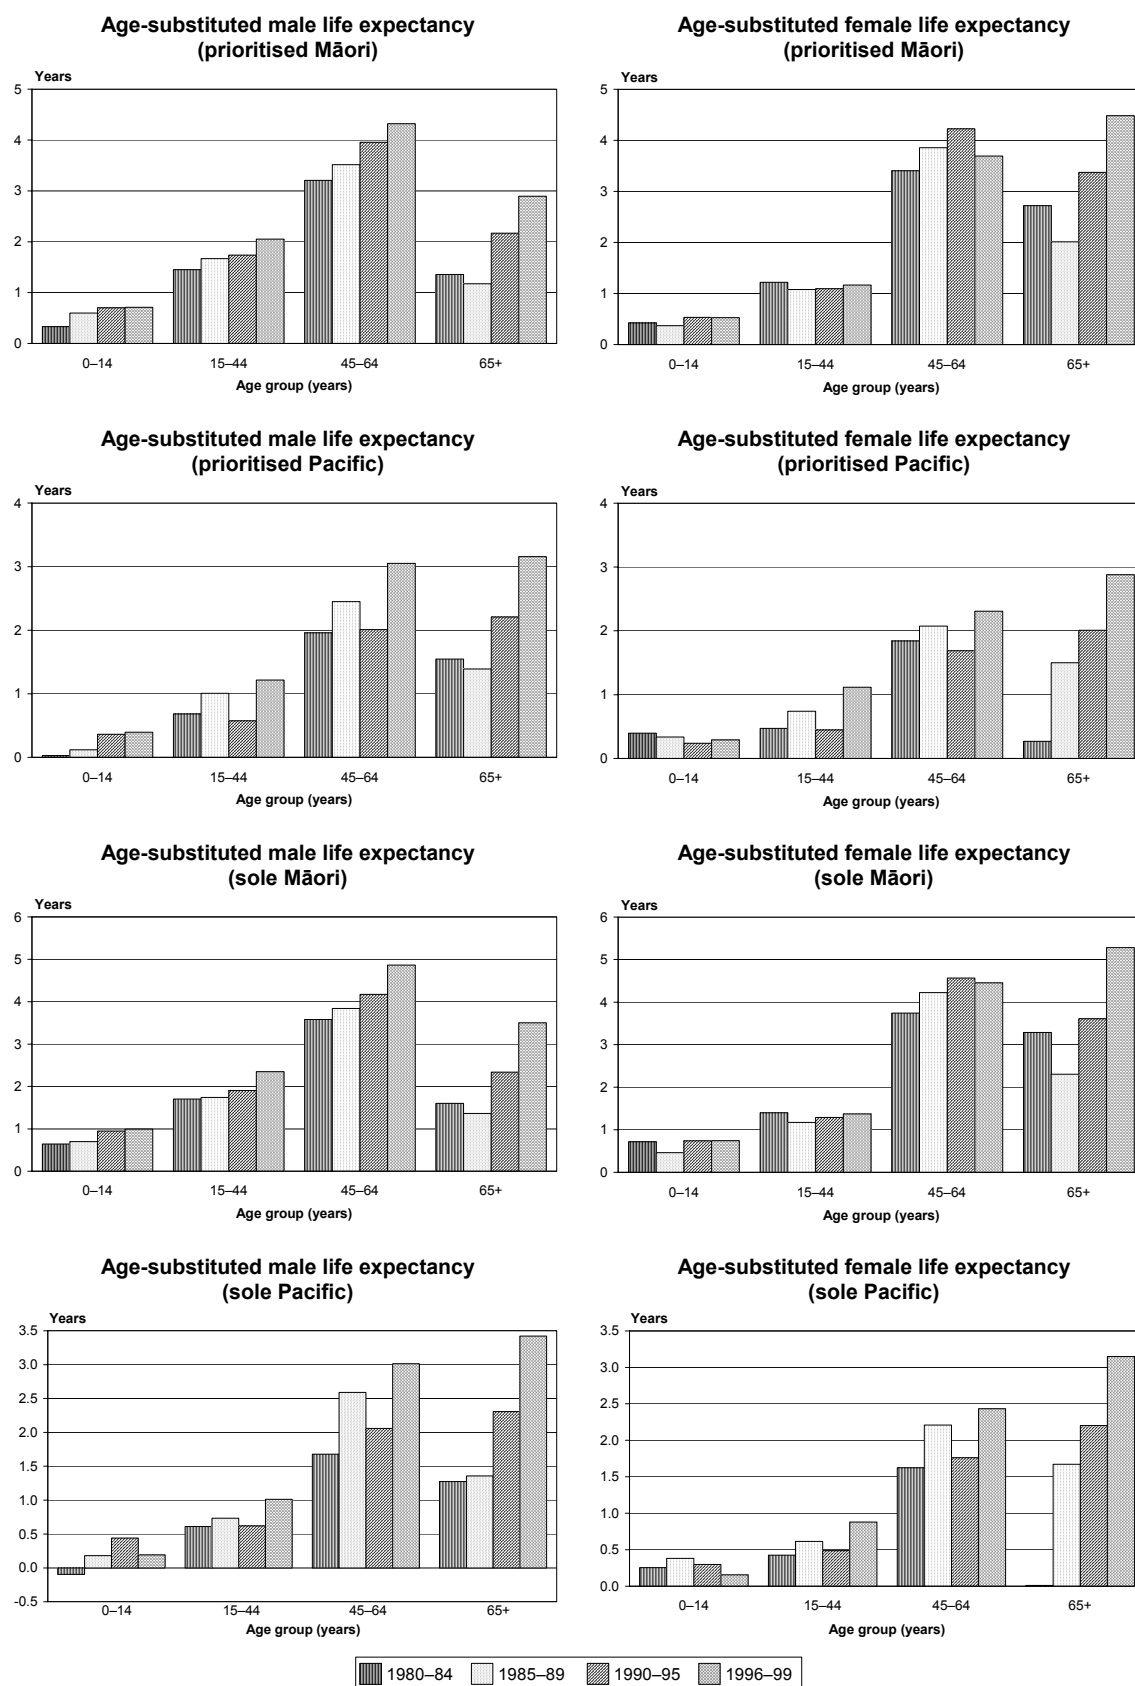 Age-substituted male life expectancy
(prioritised Māori)
Years
5
4
3
2
1
0
0–14 15–44 45–64 65+
Age group (years)
Age-substituted female life expectancy
(prioritised Māori)
Years
5
4
3
2
1
0
0–14 15–44 45–64 65+
Age group (years)
Age-substituted male life expectancy
(prioritised Pacific)
Years
4
3
2
1
0
0–14 15–44 45–64 65+
Age group (years)
Age-substituted female life expectancy
(prioritised Pacific)
Years
4
3
2
1
0
0–14 15–44 45–64 65+
Age group (years)
Age-substituted male life expectancy
(sole Māori)
Years
6
5
4
3
2
1
0
0–14 15–44 45–64 65+
Age group (years)
Age-substituted female life expectancy
(sole Māori)
Years
6
5
4
3
2
1
0
0–14 15–44 45–64 65+
Age group (years)
Age-substituted male life expectancy
(sole Pacific)
Years
3.5
3.0
2.5
2.0
1.5
1.0
0.5
0.0
-0.5
0–14 15–44 45–64 65+
Age group (years)
Age-substituted female life expectancy
(sole Pacific)
Years
3.5
3.0
2.5
2.0
1.5
1.0
0.5
0.0
0–14 15–44 45–64 65+
Age group (years)
1980–84 1985–89 1990–95 1996–99